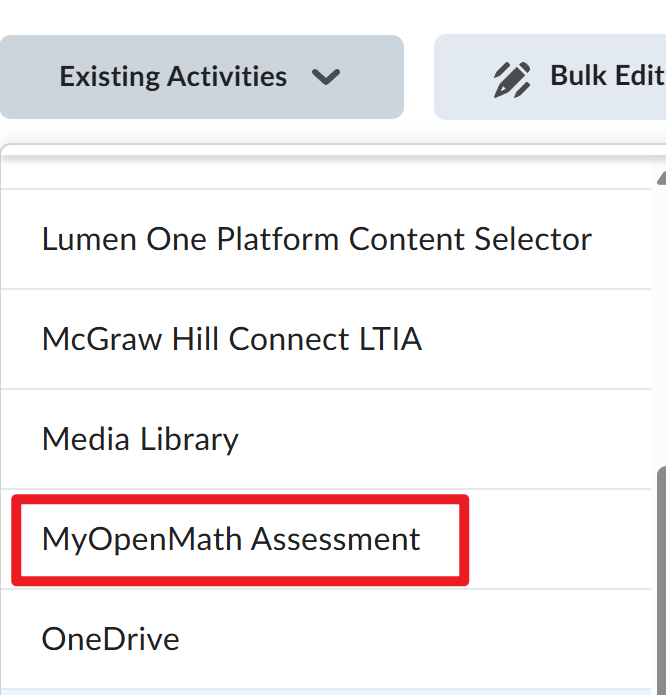 Existing Activities
Bulk Edit
Lumen One Platform Content Selector
McGraw Hill Connect LTIA
Media Library
MyOpenMath Assessment
OneDrive